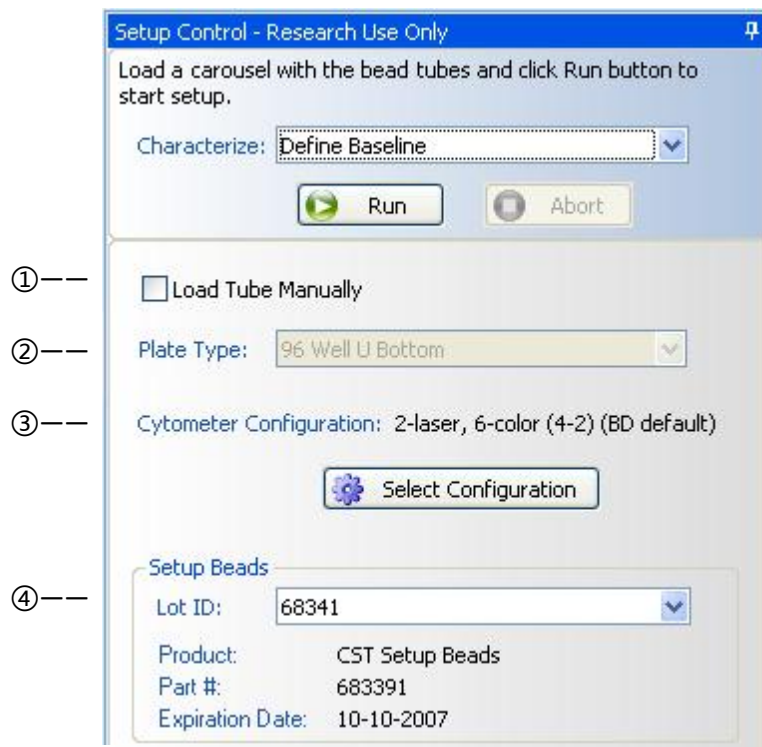 Setup Control - Research Use Only
Load a carousel with the bead tubes and click Run button to
start setup.
Characterize: Define Baseline
Run Abort
①—— Load Tube Manually
②—— Plate Type: 96 Well U Bottom
③—— Cytometer Configuration: 2-laser, 6-color (4-2) (BD default)
Select Configuration
Setup Beads
④—— Lot ID: 68341
Product: CST Setup Beads
Part #: 683391
Expiration Date: 10-10-2007